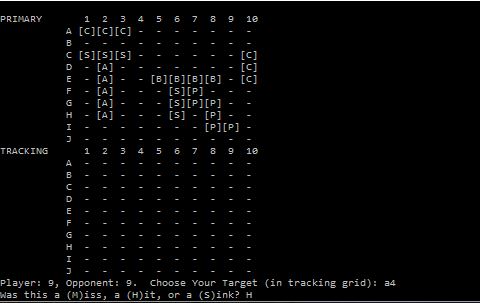 PRIMARY 1 2 3 4 5 6 7 8 9 10
A [C][C][C] - - - - - - -
B - - - - - - - - - -
C [S][S][S] - - - - - - [C]
D - [A] - - - - - - - [C]
E - [A] - - [B][B][B][B] - [C]
F - [A] - - - [S][P] - - -
G - [A] - - - [S][P][P] - -
H - [A] - - - [S] - [P] - -
I - - - - - - - [P][P] -
J - - - - - - - - - -
TRACKING 1 2 3 4 5 6 7 8 9 10
A - - - - - - - - - -
B - - - - - - - - - -
C - - - - - - - - - -
D - - - - - - - - - -
E - - - - - - - - - -
F - - - - - - - - - -
G - - - - - - - - - -
H - - - - - - - - - -
I - - - - - - - - - -
J - - - - - - - - - -
Player: 9, Opponent: 9.  Choose Your Target (in tracking grid): a4
Was this a (M)iss, a (H)it, or a (S)ink? H